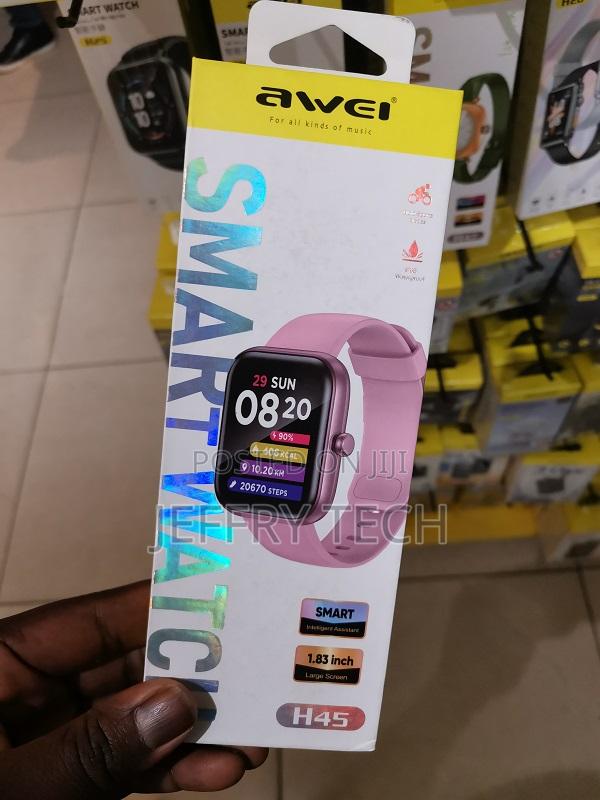 SMART WATCH
awei®
For all kinds of music
SMART WATCH
Waterproof
29 SUN
08 20
90%
KCAL
10.20 KM
20670 STEPS
POSTED ON JIJI
JEFFRY TECH
SMART
Intelligent Assistant
1.83 inch
Large Screen
H45